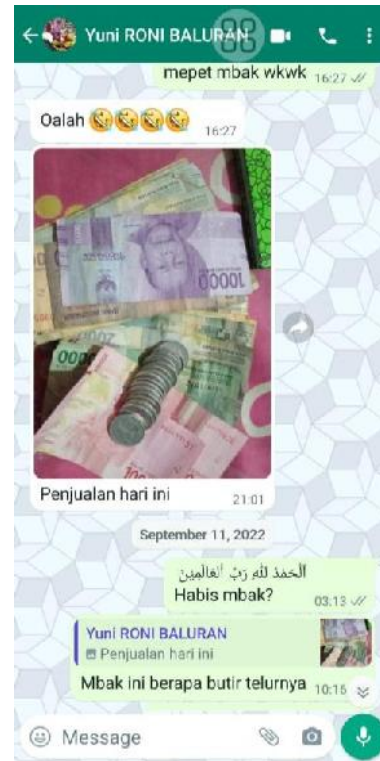 Yuni RONI BALURAN
mepet mbak wkwk 16:27
Oalah 16:27
10000
Penjualan hari ini 21:01
September 11, 2022
الْحَمْدُ لِلَّهِ رَبِّ الْعَالَمِينَ
Habis mbak? 03:13
Yuni RONI BALURAN
Penjualan hari ini
Mbak ini berapa butir telurnya 10:15
Message